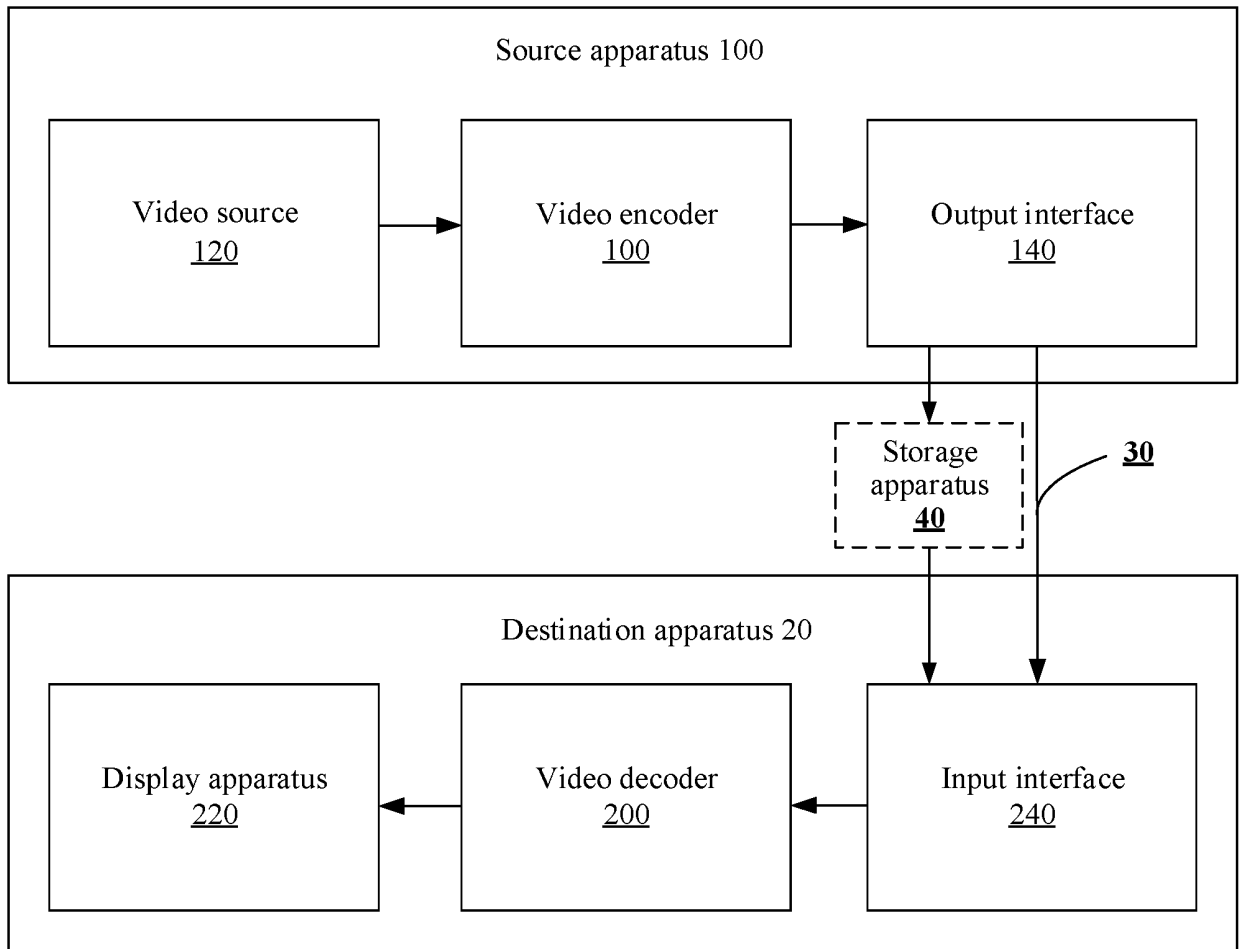 Source apparatus 100
Video source
120
Video encoder
100
Output interface
140
Storage
apparatus
40
30
Destination apparatus 20
Display apparatus
220
Video decoder
200
Input interface
240